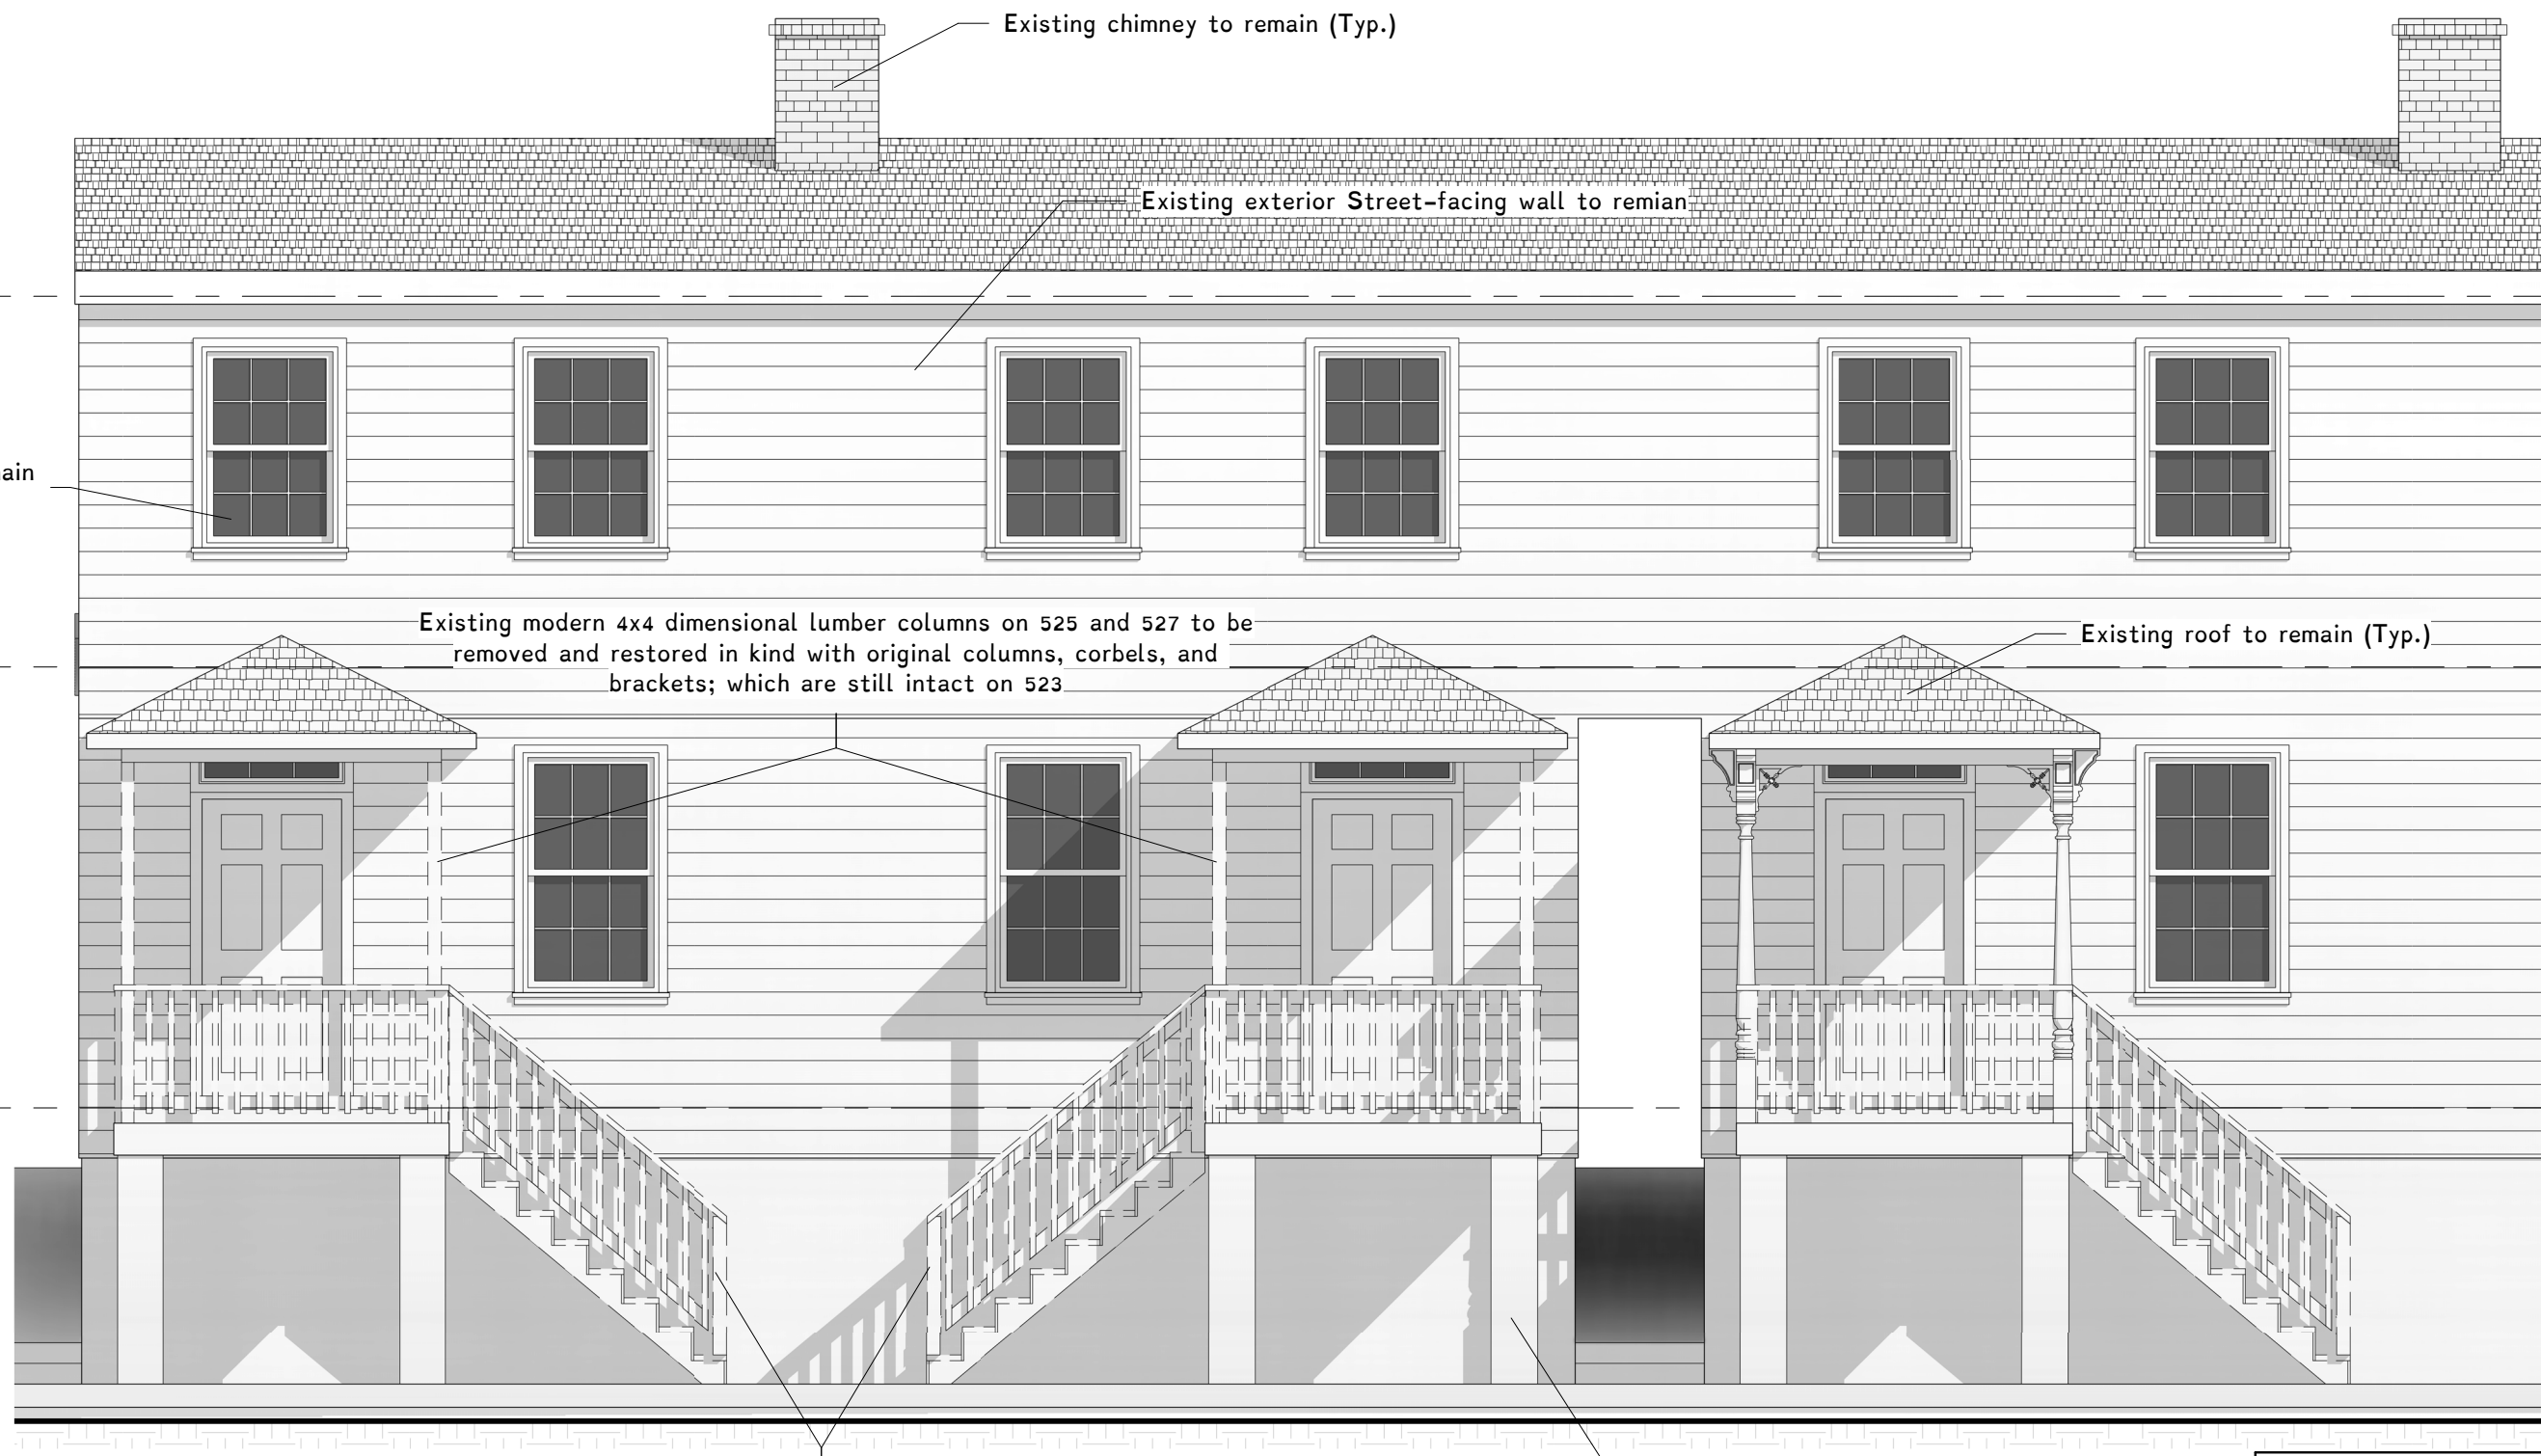 Existing chimney to remain (Typ.)
Existing exterior Street-facing wall to remian
ain
Existing modern 4x4 dimensional lumber columns on 525 and 527 to be
removed and restored in kind with original columns, corbels, and
brackets; which are still intact on 523
Existing roof to remain (Typ.)